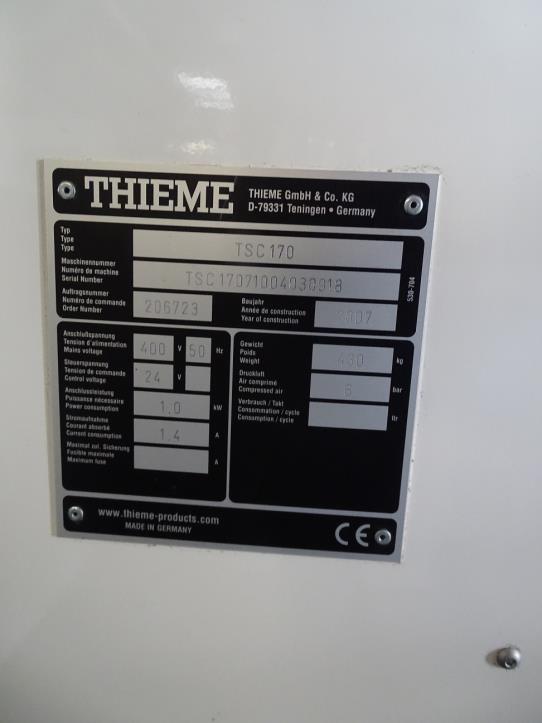 THIEME
THIEME GmbH & Co. KG
D-79331 Teningen • Germany
Typ
Type
Type
TSC170
Maschinennummer
Numéro de machine
Serial Number
TSC17071004030018
Auftragsnummer
Numéro de commande
Order Number
206723
Baujahr
Année de construction
Year of construction
2007
530-704
Anschlußspannung
Tension d'alimentation
Mains voltage
400 V 50 Hz
Steuerspannung
Tension de commande
Control voltage
24 V
Anschlussleistung
Puissance nécessaire
Power consumption
1.0 kW
Stromaufnahme
Courant absorbé
Current consumption
1.4 A
Maximal zul. Sicherung
Fusible maximale
Maximum fuse
A
Gewicht
Poids
Weight
430 kg
Druckluft
Air comprimé
Compressed air
6 bar
Verbrauch / Takt
Consommation / cycle
Consumption / cycle
ltr
www.thieme-products.com
MADE IN GERMANY
CE